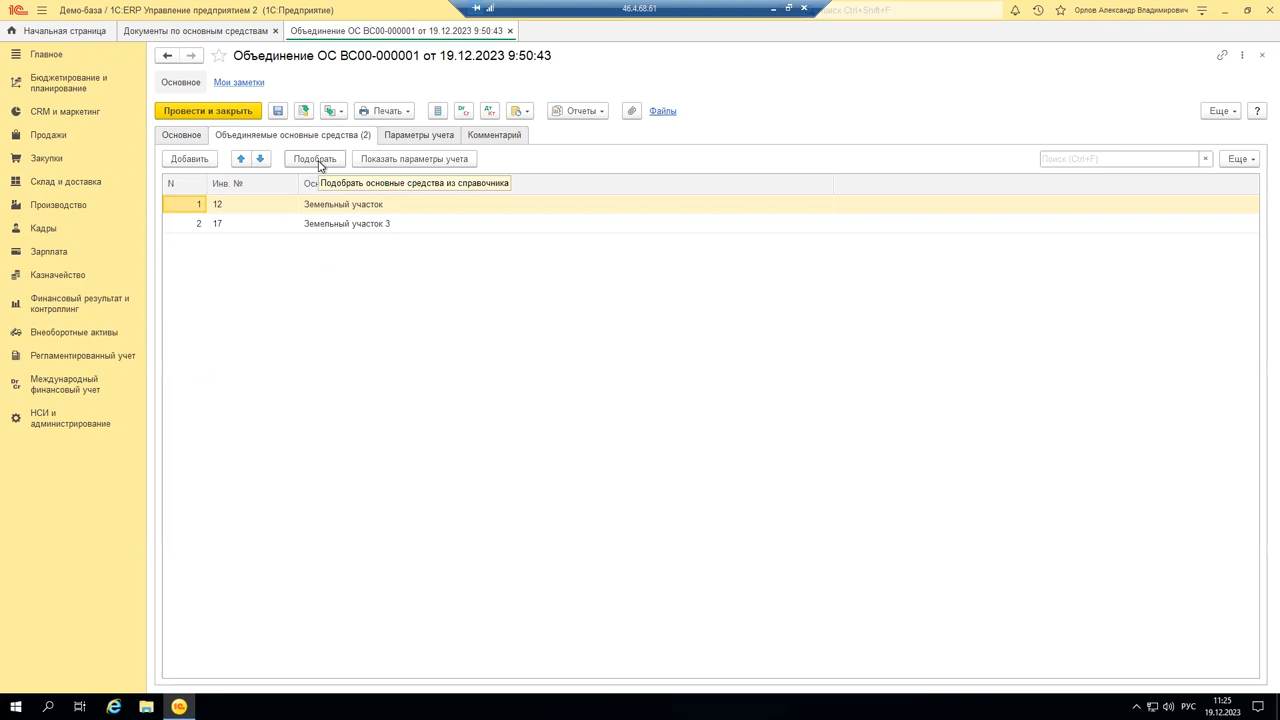 Демо-база / 1С:ERP Управление предприятием 2 (1С:Предприятие)
46.4.68.61
поиск Ctrl+Shift+F
Орлов Александр Владимирович
Начальная страница
Документы по основным средствам ×
Объединение ОС ВС00-000001 от 19.12.2023 9:50:43 ×
Главное
Бюджетирование и
планирование
CRM и маркетинг
Продажи
Закупки
Склад и доставка
Производство
Кадры
Зарплата
Казначейство
Финансовый результат и
контроллинг
Внеоборотные активы
Регламентированный учет
Международный
финансовый учет
НСИ и
администрирование
Объединение ОС ВС00-000001 от 19.12.2023 9:50:43
Основное
Мои заметки
Провести и закрыть
Печать
Отчеты
Файлы
Еще
?
Основное
Объединяемые основные средства (2)
Параметры учета
Комментарий
Добавить
Подобрать
Показать параметры учета
Поиск (Ctrl+F)
×
Еще
N
Инв. №
Осн
Подобрать основные средства из справочника
1 12 Земельный участок
2 17 Земельный участок 3
РУС
11:25
19.12.2023